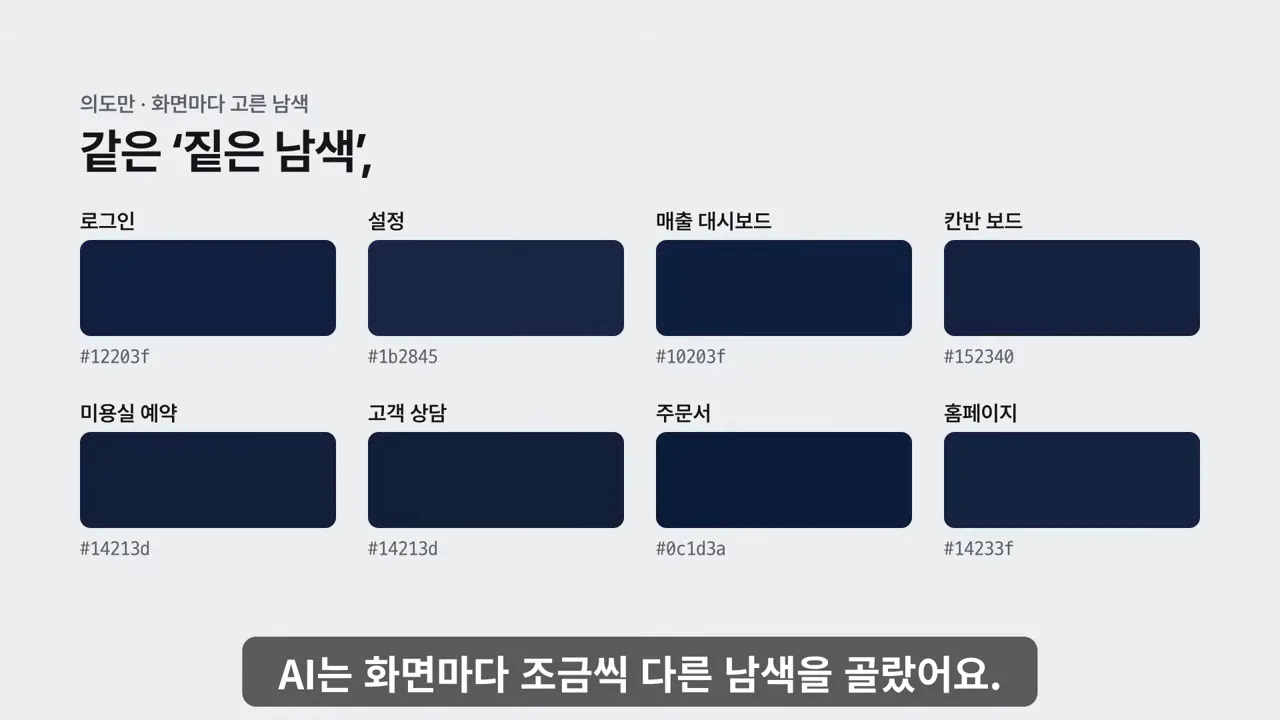 의도만 · 화면마다 고른 남색
같은 ‘짙은 남색’,
로그인 설정 매출 대시보드 칸반 보드
#12203f #1b2845 #10203f #152340
미용실 예약 고객 상담 주문서 홈페이지
#14213d #14213d #0c1d3a #14233f
AI는 화면마다 조금씩 다른 남색을 골랐어요.